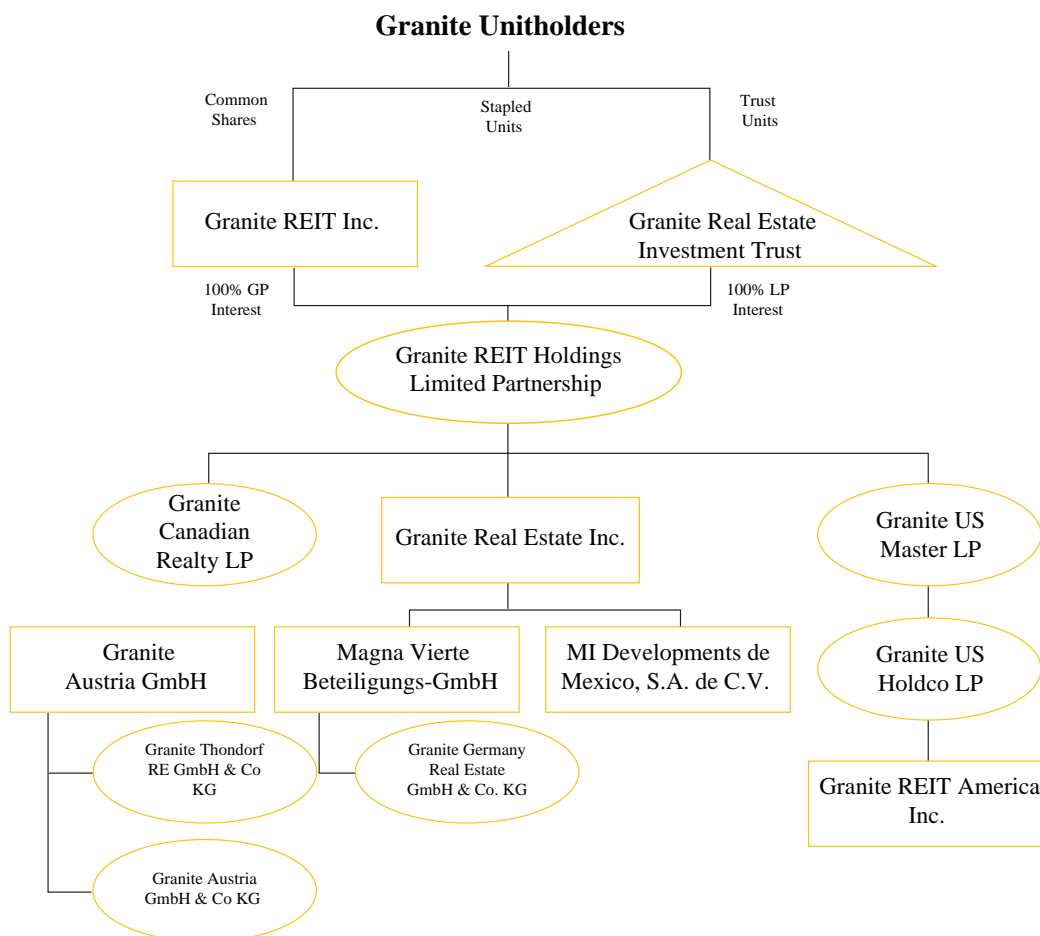 Granite Unitholders
Common
Shares
Stapled
Units
Trust
Units
Granite REIT Inc.
Granite Real Estate
Investment Trust
100% GP
Interest
100% LP
Interest
Granite REIT Holdings
Limited Partnership
Granite
Canadian
Realty LP
Granite Real Estate Inc.
Granite US
Master LP
Granite
Austria GmbH
Magna Vierte
Beteiligungs-GmbH
MI Developments de
Mexico, S.A. de C.V.
Granite US
Holdco LP
Granite Thondorf
RE GmbH & Co
KG
Granite Germany
Real Estate
GmbH & Co. KG
Granite REIT America
Inc.
Granite Austria
GmbH & Co KG